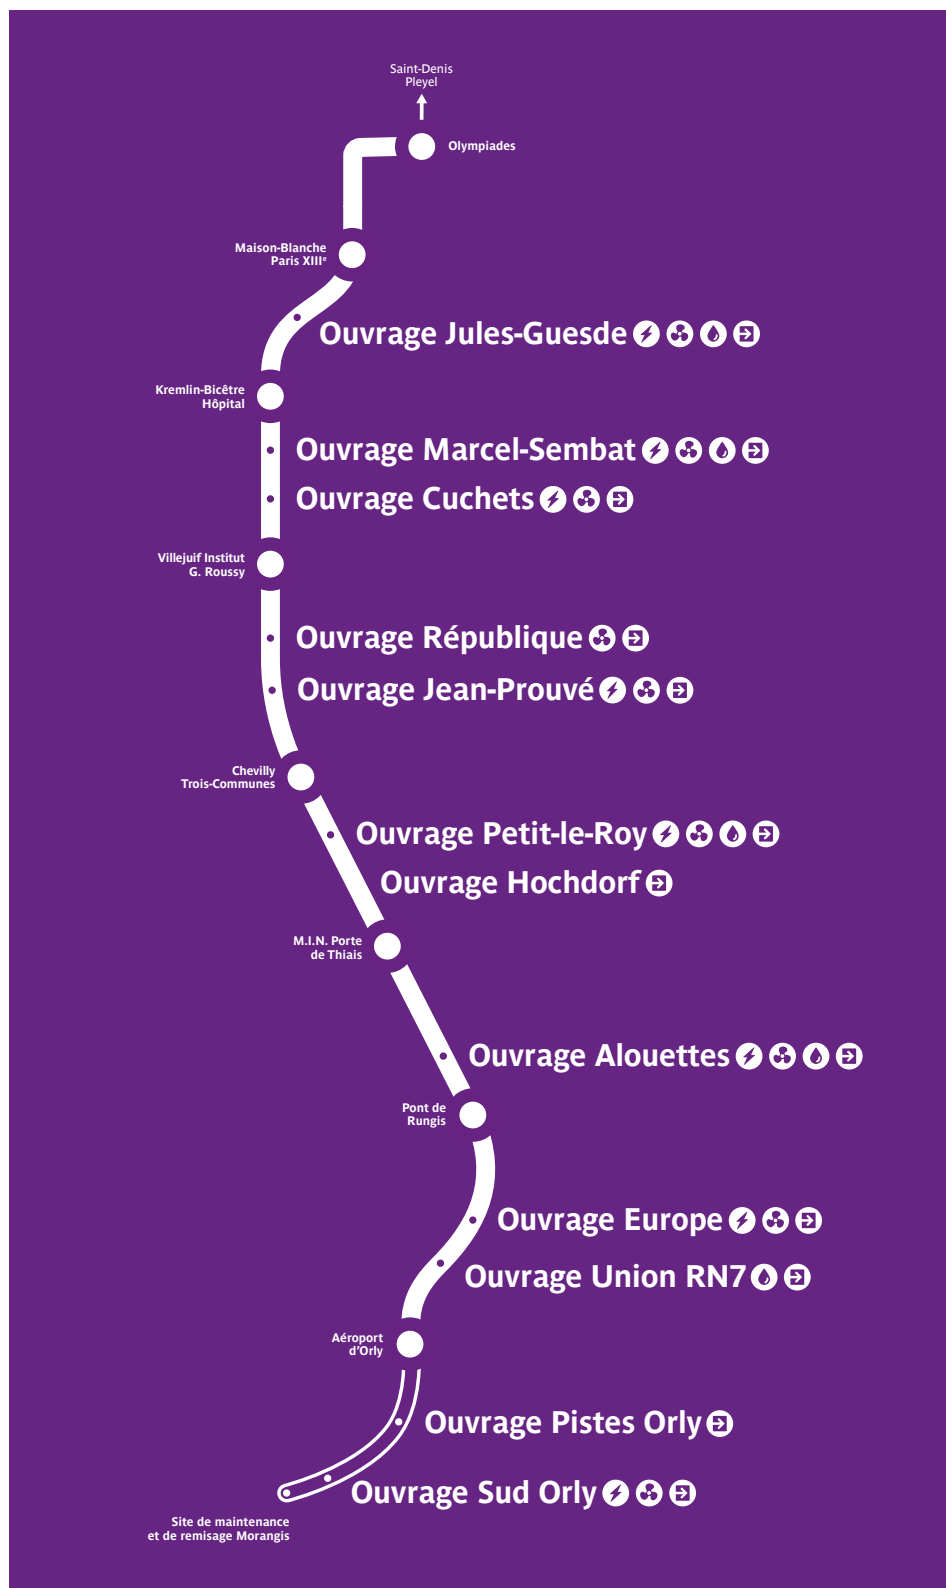 Saint-Denis
Pleyel
Olympiades
Maison-Blanche
Paris XIIIᵉ
Ouvrage Jules-Guesde
Kremlin-Bicêtre
Hôpital
Ouvrage Marcel-Sembat
Ouvrage Cuchets
Villejuif Institut
G. Roussy
Ouvrage République
Ouvrage Jean-Prouvé
Chevilly
Trois-Communes
Ouvrage Petit-le-Roy
Ouvrage Hochdorf
M.I.N. Porte
de Thiais
Ouvrage Alouettes
Pont de
Rungis
Ouvrage Europe
Ouvrage Union RN7
Aéroport
d’Orly
Ouvrage Pistes Orly
Ouvrage Sud Orly
Site de maintenance
et de remisage Morangis